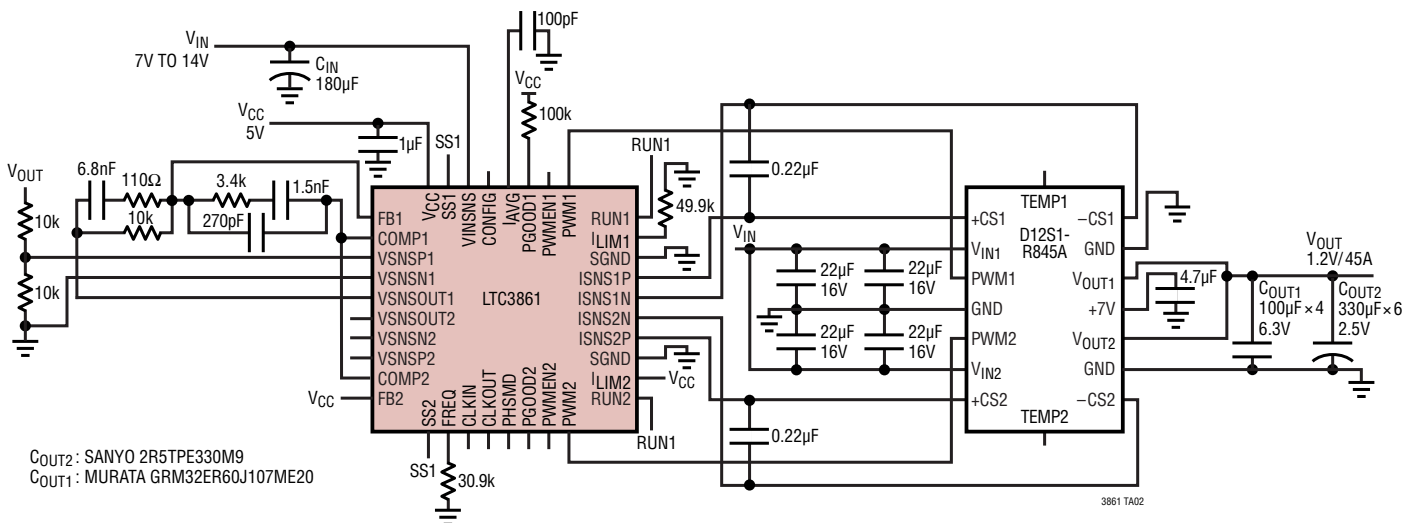 100pF
VIN
7V TO 14V
CIN
180µF
VCC
100k
VCC
5V
1µF
SS1
RUN1
0.22µF
49.9k
VOUT
6.8nF
110Ω
3.4k
1.5nF
10k
10k
270pF
10k
VCC
SS1
VINSNS
CONFIG
IAVG
PGOOD1
PWMEN1
PWM1
FB1
COMP1
VSNSP1
VSNSN1
VSNSOUT1
VSNSOUT2
VSNSN2
VSNSP2
COMP2
FB2
LTC3861
RUN1
ILIM1
SGND
ISNS1P
ISNS1N
ISNS2N
ISNS2P
SGND
ILIM2
RUN2
SS2
FREQ
CLKIN
CLKOUT
PHSMD
PGOOD2
PWMEN2
PWM2
VCC
VCC
RUN1
SS1
30.9k
VIN
22µF
16V
22µF
16V
22µF
16V
22µF
16V
0.22µF
TEMP1
D12S1-
R845A
+CS1
VIN1
PWM1
GND
PWM2
VIN2
+CS2
TEMP2
–CS1
GND
VOUT1
+7V
VOUT2
GND
–CS2
4.7µF
VOUT
1.2V/45A
COUT1
100µF×4
6.3V
COUT2
330µF×6
2.5V
COUT2: SANYO 2R5TPE330M9
COUT1: MURATA GRM32ER60J107ME20
3861 TA02